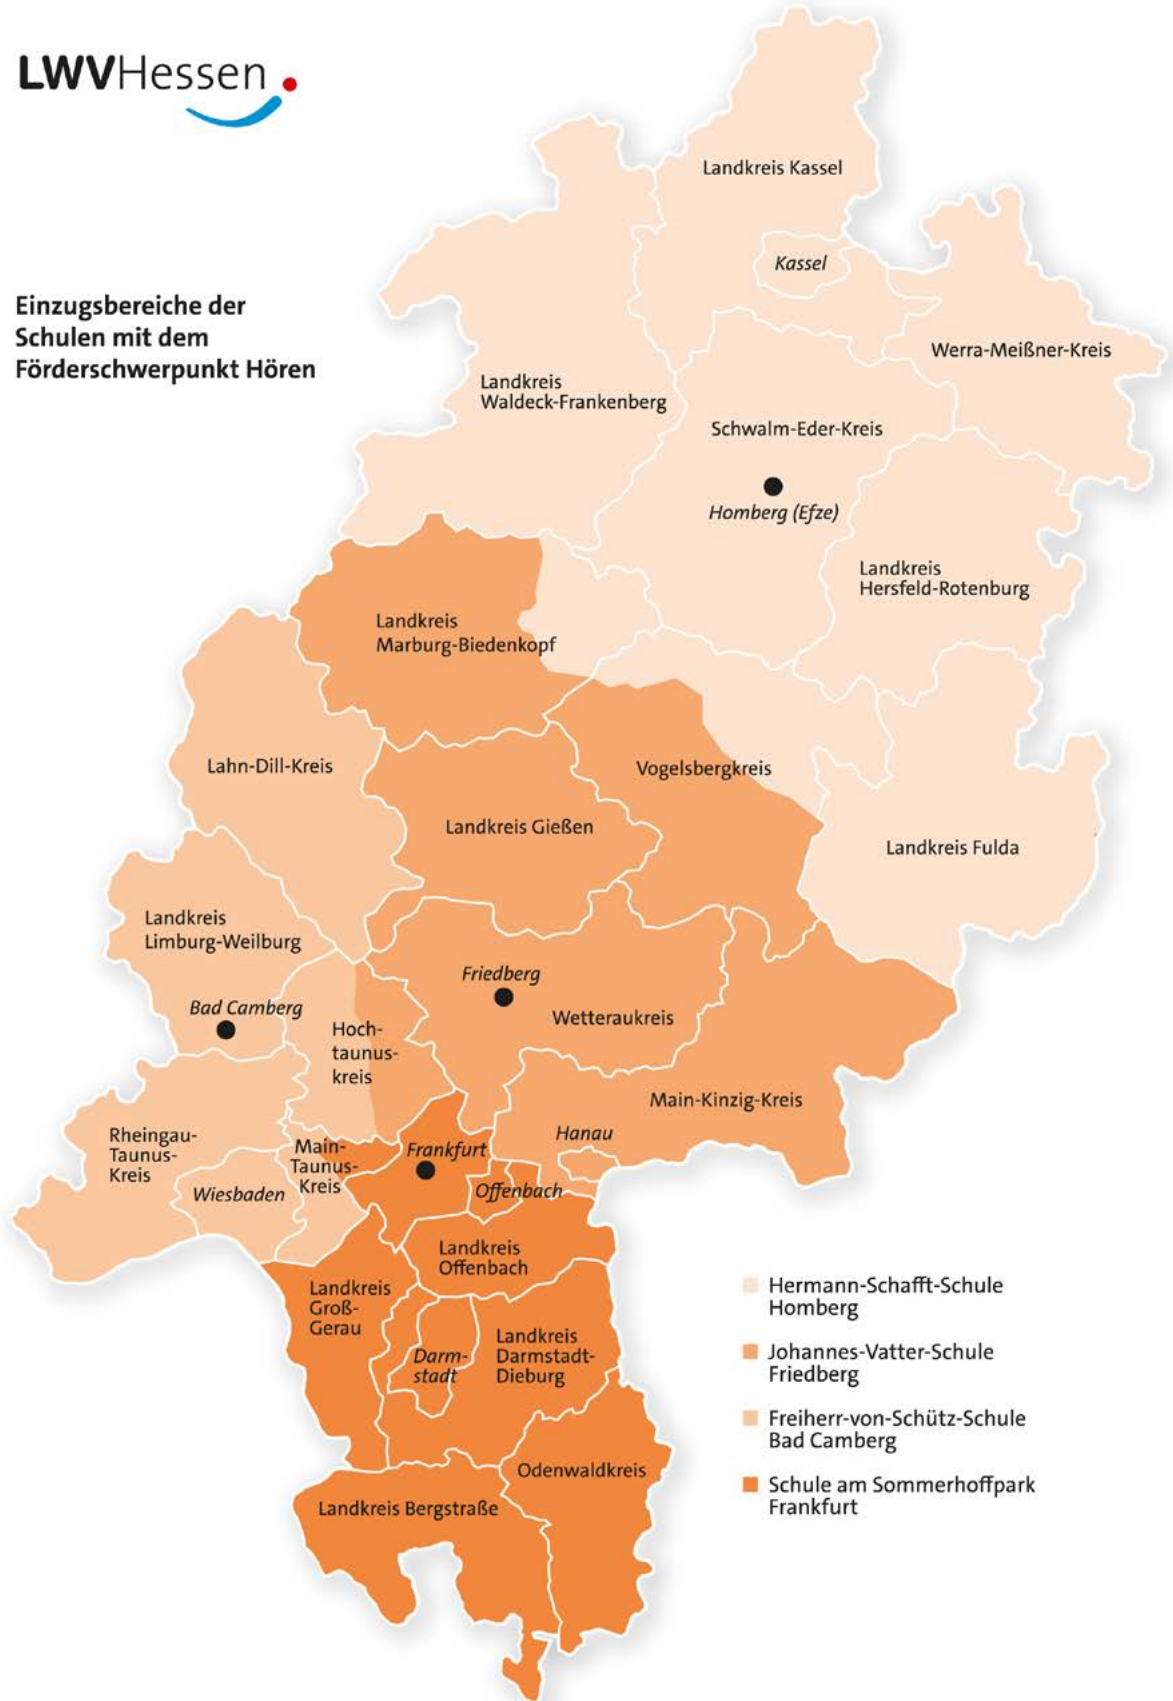 LWVHessen
Einzugsbereiche der
Schulen mit dem
Förderschwerpunkt Hören
Landkreis Kassel
Kassel
Werra-Meißner-Kreis
Landkreis
Waldeck-Frankenberg
Schwalm-Eder-Kreis
Homberg (Efze)
Landkreis
Hersfeld-Rotenburg
Landkreis
Marburg-Biedenkopf
Lahn-Dill-Kreis
Vogelsbergkreis
Landkreis Gießen
Landkreis Fulda
Landkreis
Limburg-Weilburg
Friedberg
Bad Camberg
Wetteraukreis
Hoch-
taunus-
kreis
Main-Kinzig-Kreis
Rheingau-
Taunus-
Kreis
Main-
Taunus-
Kreis
Frankfurt
Hanau
Wiesbaden
Offenbach
Landkreis
Offenbach
Landkreis
Groß-
Gerau
Darm-
stadt
Landkreis
Darmstadt-
Dieburg
Odenwaldkreis
Landkreis Bergstraße
Hermann-Schafft-Schule
Homberg
Johannes-Vatter-Schule
Friedberg
Freiherr-von-Schütz-Schule
Bad Camberg
Schule am Sommerhoffpark
Frankfurt